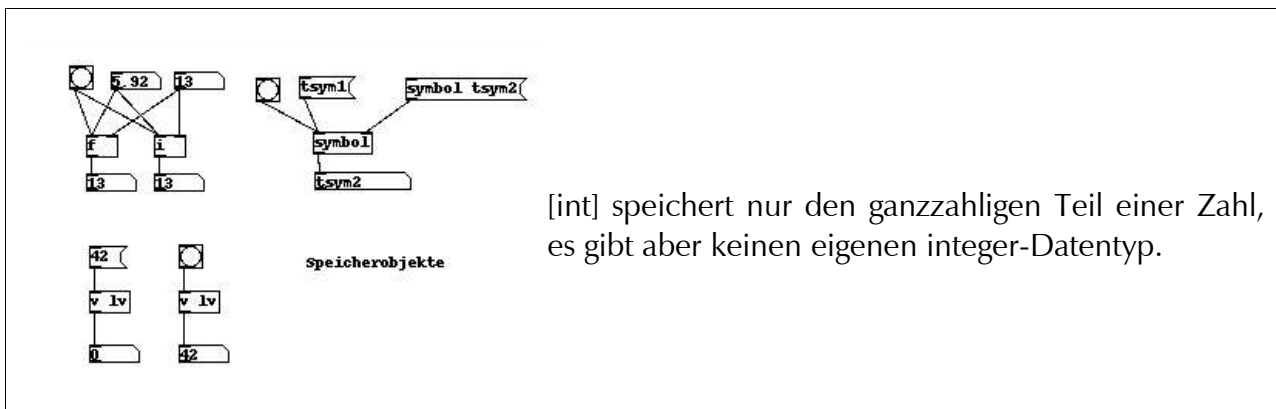 5.92 13
f i
13 13
tsym1 symbol tsym2
symbol
tsym2
[int] speichert nur den ganzzahligen Teil einer Zahl,
es gibt aber keinen eigenen integer-Datentyp.
42
v lv v lv
0 42
Speicherobjekte